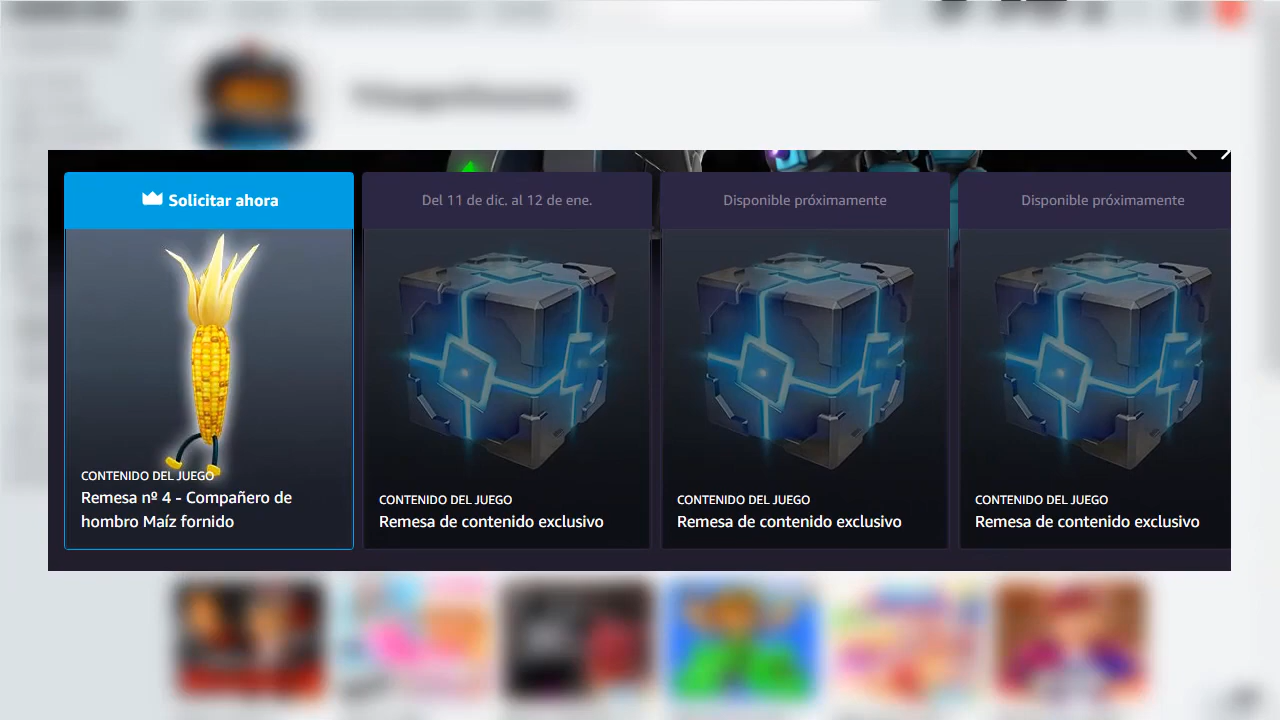 Solicitar ahora
CONTENIDO DEL JUEGO
Remesa nº 4 - Compañero de
hombro Maíz fornido
Del 11 de dic. al 12 de ene.
CONTENIDO DEL JUEGO
Remesa de contenido exclusivo
Disponible próximamente
CONTENIDO DEL JUEGO
Remesa de contenido exclusivo
Disponible próximamente
CONTENIDO DEL JUEGO
Remesa de contenido exclusivo